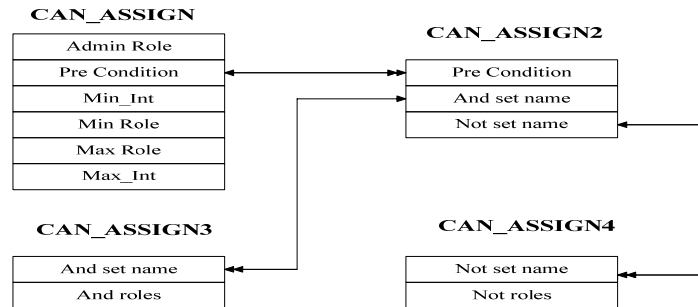 CAN_ASSIGN
Admin Role
Pre Condition
Min_Int
Min Role
Max Role
Max_Int
CAN_ASSIGN2
Pre Condition
And set name
Not set name
CAN_ASSIGN3
And set name
And roles
CAN_ASSIGN4
Not set name
Not roles